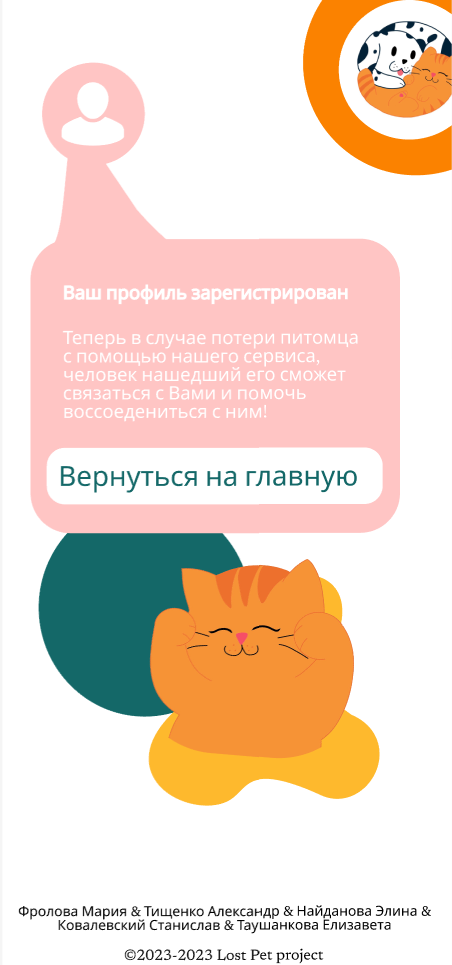 Ваш профиль зарегистрирован
Теперь в случае потери питомца
с помощью нашего сервиса,
человек нашедший его сможет
связаться с Вами и помочь
воссоедениться с ним!
Вернуться на главную
Фролова Мария & Тищенко Александр & Найданова Элина &
Ковалевский Станислав & Таушанкова Елизавета
©2023-2023 Lost Pet project